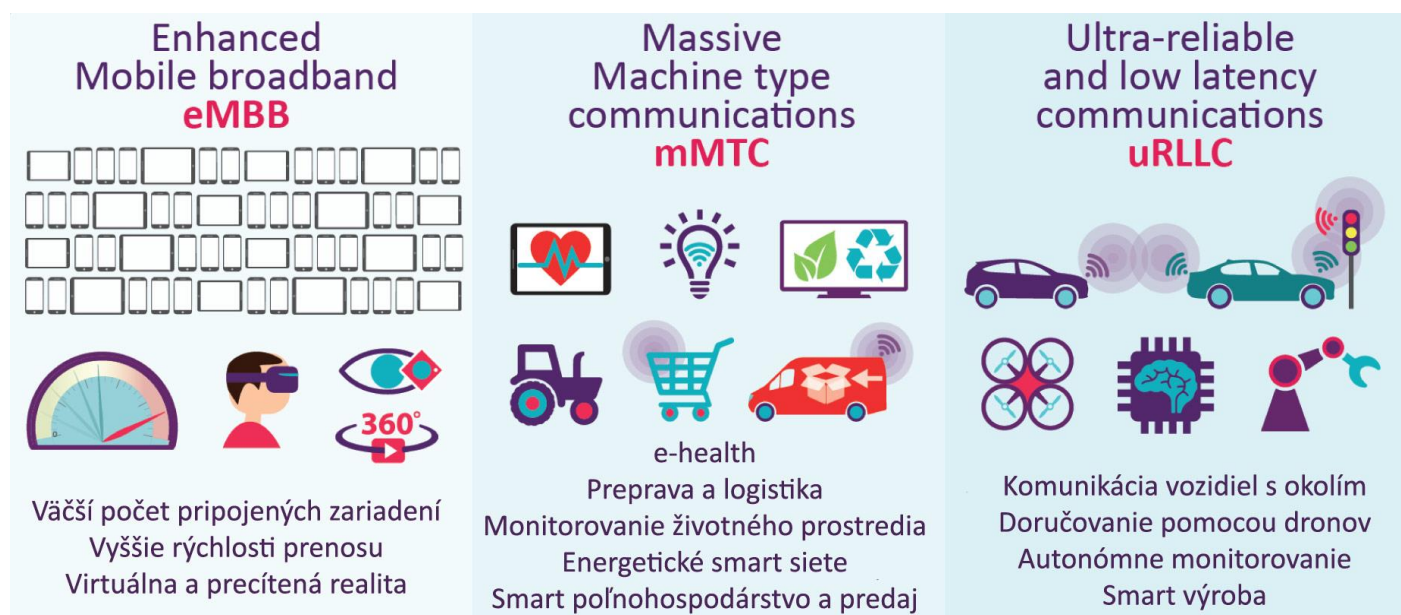 Enhanced
Mobile broadband
eMBB
0
360°
Väčší počet pripojených zariadení
Vyššie rýchlosti prenosu
Virtuálna a precítená realita
Massive
Machine type
communications
mMTC
e-health
Preprava a logistika
Monitorovanie životného prostredia
Energetické smart siete
Smart poľnohospodárstvo a predaj
Ultra-reliable
and low latency
communications
uRLLC
Komunikácia vozidiel s okolím
Doručovanie pomocou dronov
Autonómne monitorovanie
Smart výroba